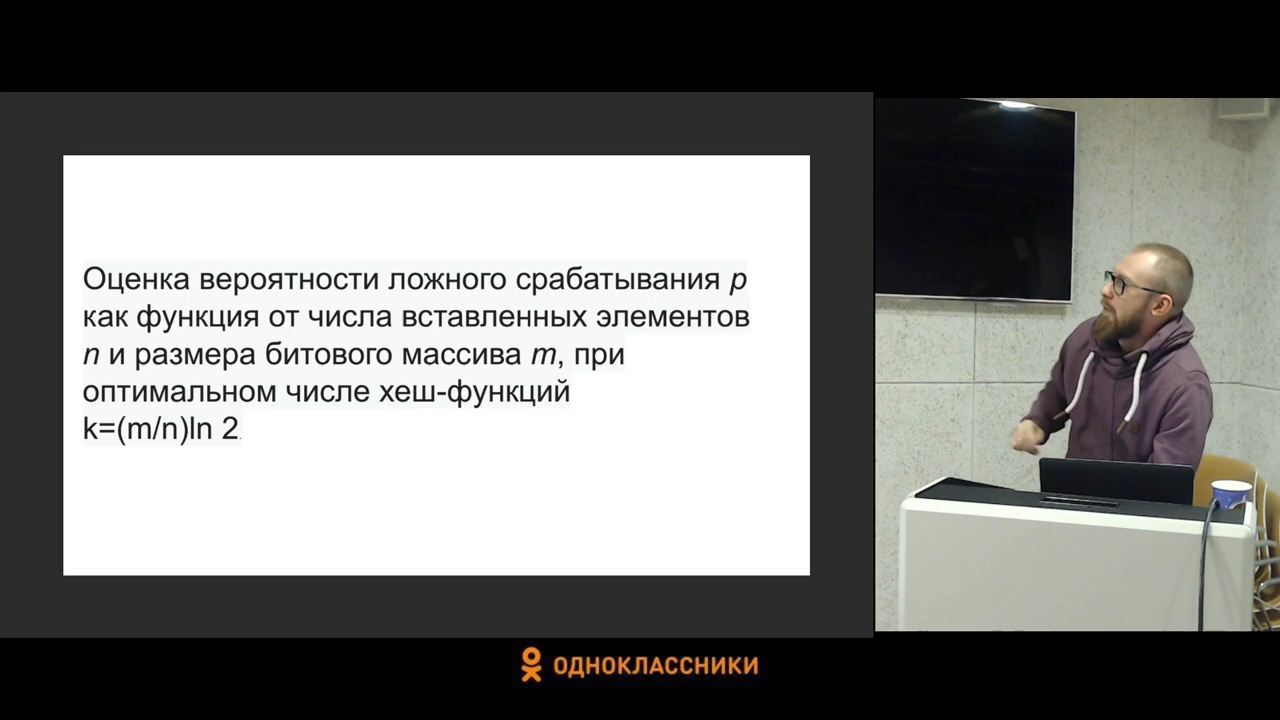 Оценка вероятности ложного срабатывания p
как функция от числа вставленных элементов
n и размера битового массива m, при
оптимальном числе хеш-функций
k=(m/n)ln 2.
ОДНОКЛАССНИКИ